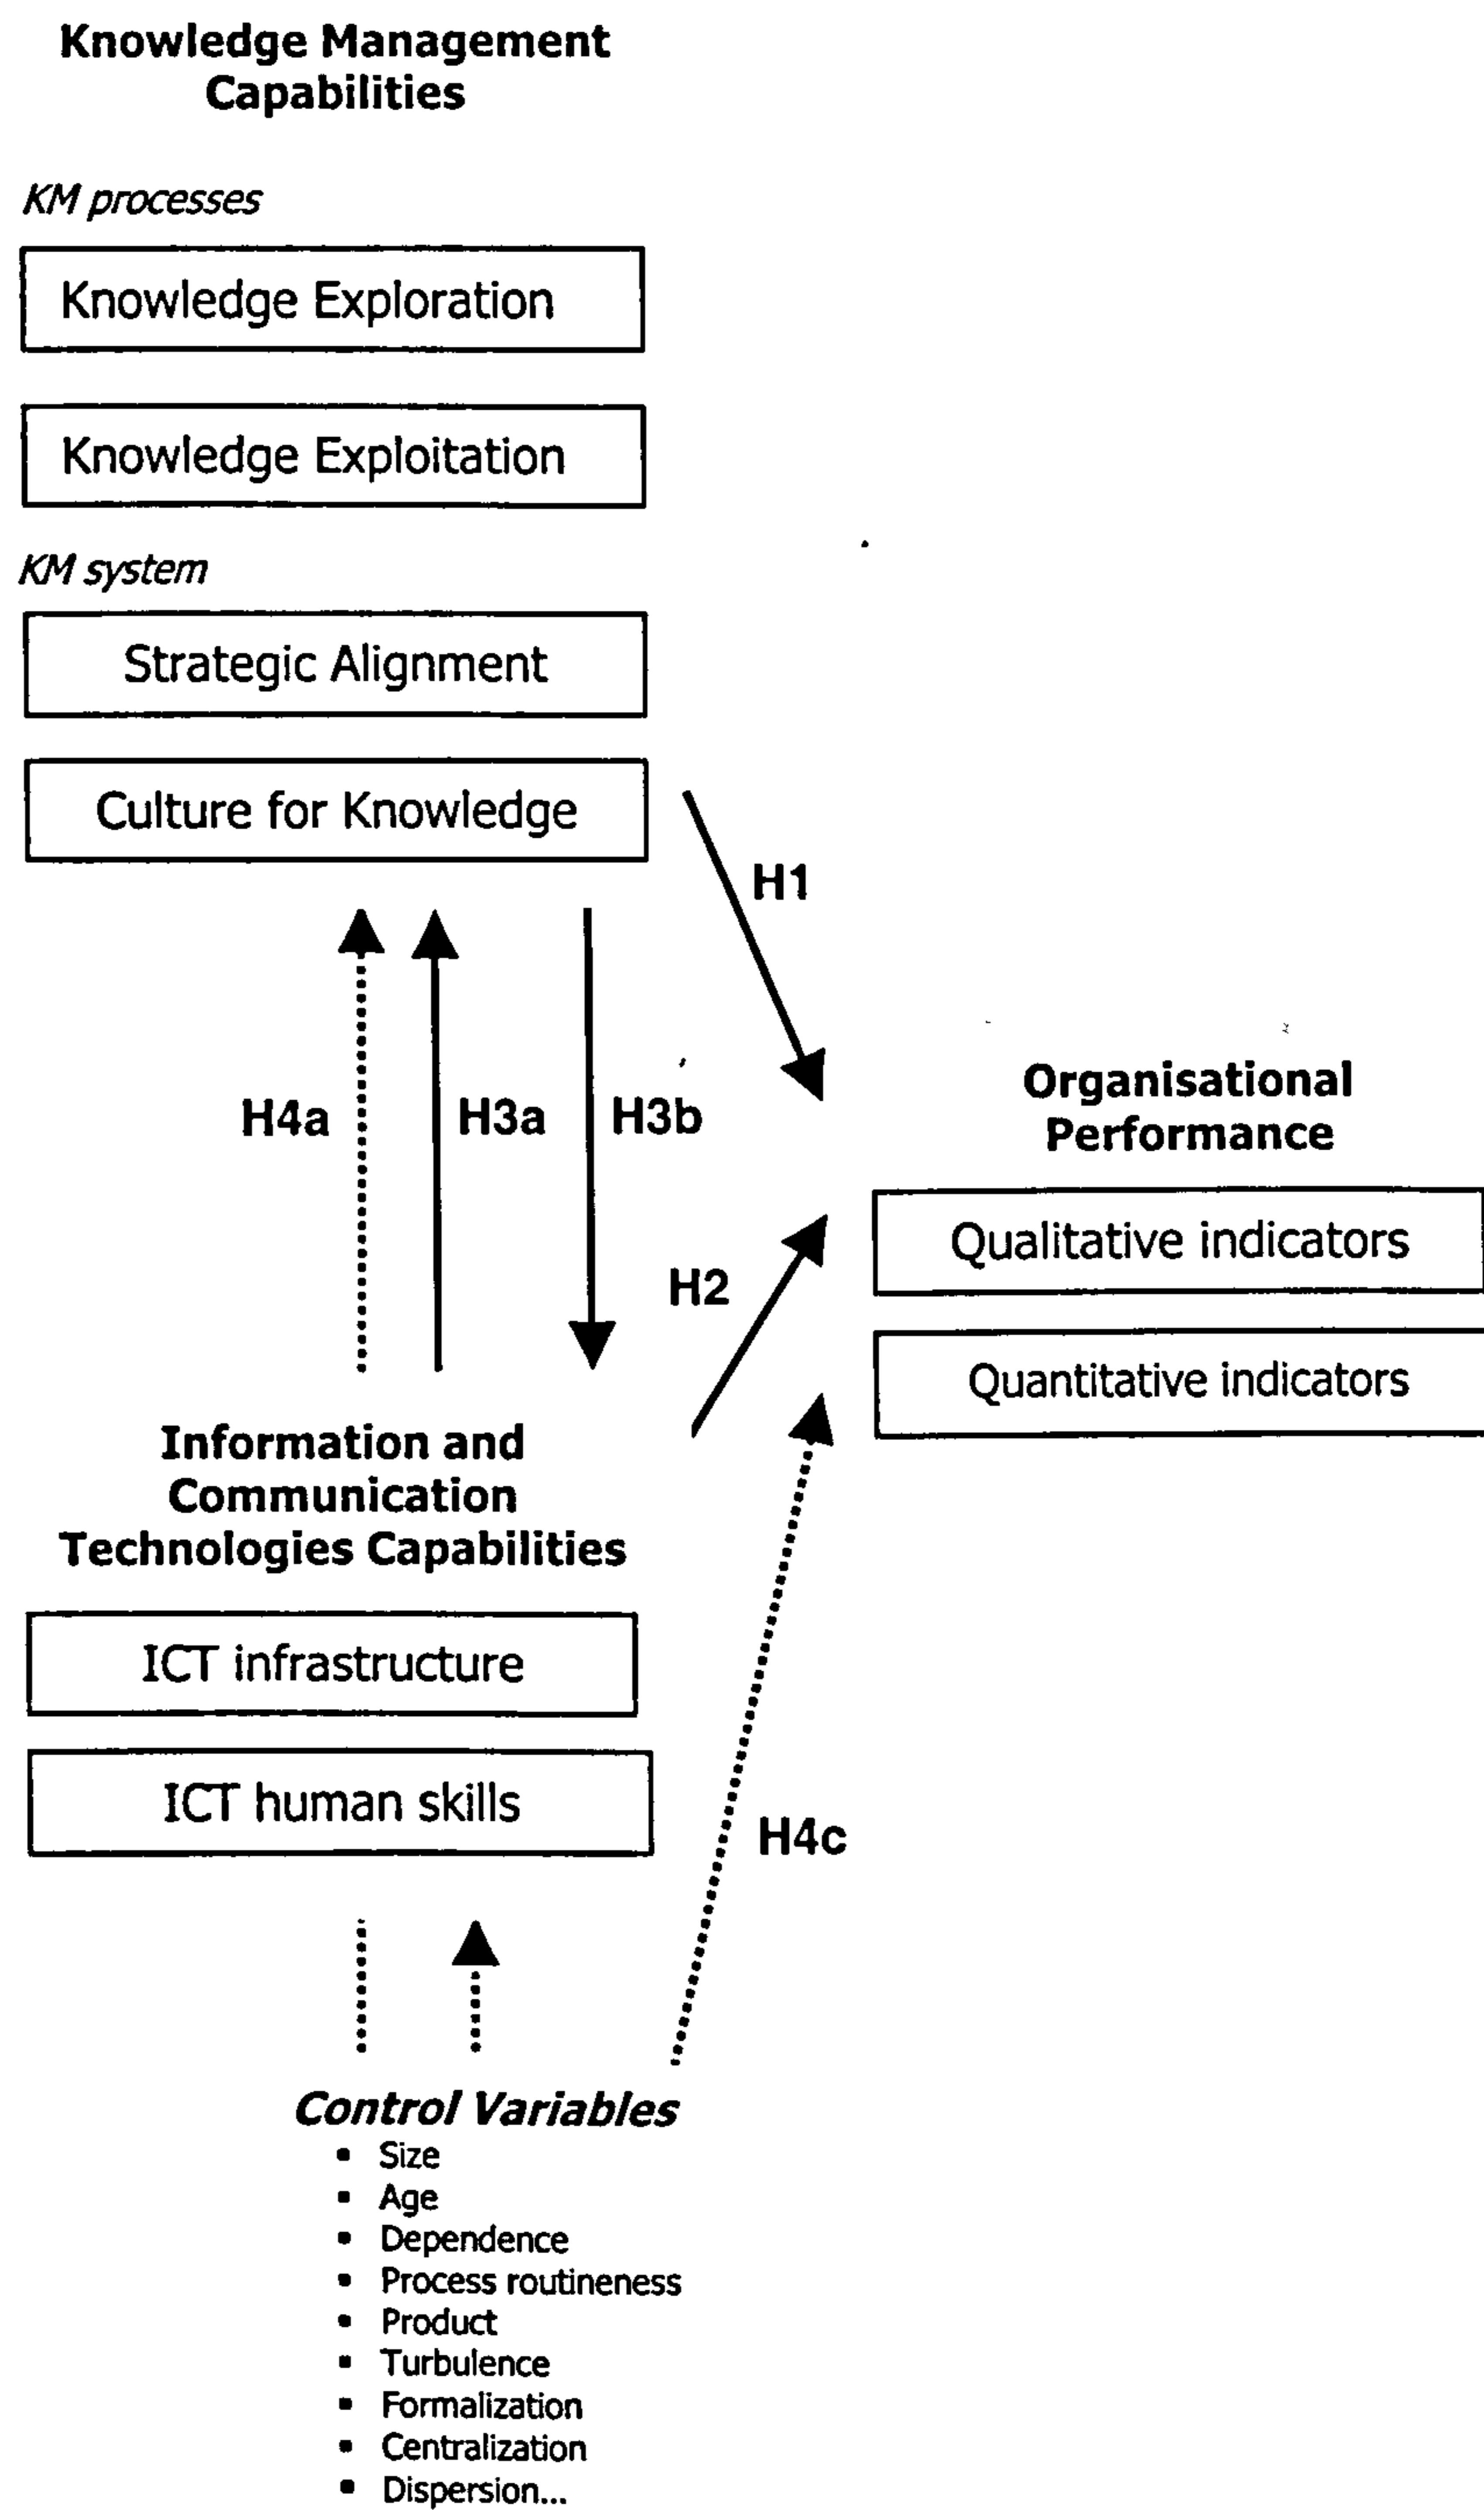 Knowledge Management
Capabilities
KM processes
Knowledge Exploration
Knowledge Exploitation
KM system
Strategic Alignment
Culture for Knowledge
H1
H4a
H3a
H3b
Organisational
Performance
Qualitative indicators
H2
Quantitative indicators
Information and
Communication
Technologies Capabilities
ICT infrastructure
ICT human skills
H4c
Control Variables
▪ Size
▪ Age
▪ Dependence
▪ Process routineness
▪ Product
▪ Turbulence
▪ Formalization
▪ Centralization
▪ Dispersion...